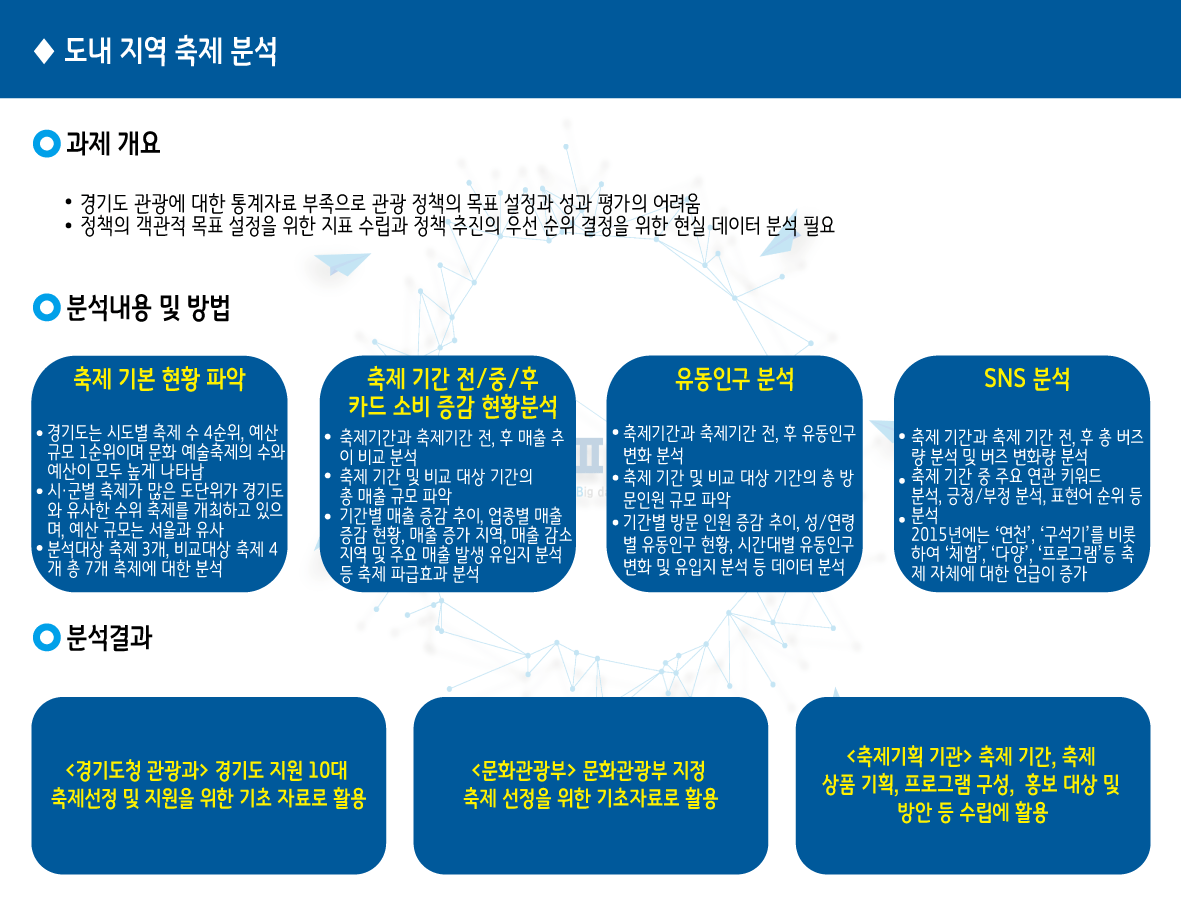 ◆ 도내 지역 축제 분석
과제 개요
• 경기도 관광에 대한 통계자료 부족으로 관광 정책의 목표 설정과 성과 평가의 어려움
• 정책의 객관적 목표 설정을 위한 지표 수립과 정책 추진의 우선 순위 결정을 위한 현실 데이터 분석 필요
분석내용 및 방법
축제 기본 현황 파악
• 경기도는 시도별 축제 수 4순위, 예산
규모 1순위이며 문화 예술축제의 수와
예산이 모두 높게 나타남
• 시·군별 축제가 많은 도단위가 경기도
와 유사한 수위 축제를 개최하고 있으
며, 예산 규모는 서울과 유사
• 분석대상 축제 3개, 비교대상 축제 4
개 총 7개 축제에 대한 분석
축제 기간 전/중/후
카드 소비 증감 현황분석
• 축제기간과 축제기간 전, 후 매출 추
이 비교 분석
• 축제 기간 및 비교 대상 기간의
총 매출 규모 파악
• 기간별 매출 증감 추이, 업종별 매출
증감 현황, 매출 증가 지역, 매출 감소
지역 및 주요 매출 발생 유입지 분석
등 축제 파급효과 분석
유동인구 분석
• 축제기간과 축제기간 전, 후 유동인구
변화 분석
• 축제 기간 및 비교 대상 기간의 총 방
문인원 규모 파악
• 기간별 방문 인원 증감 추이, 성/연령
별 유동인구 현황, 시간대별 유동인구
변화 및 유입지 분석 등 데이터 분석
SNS 분석
• 축제 기간과 축제 기간 전, 후 총 버즈
량 분석 및 버즈 변화량 분석
• 축제 기간 중 주요 연관 키워드
분석, 긍정/부정 분석, 표현어 순위 등
• 분석
2015년에는 ‘연천’, ‘구석기’를 비롯
하여 ‘체험’, ‘다양’, ‘프로그램’등 축
제 자체에 대한 언급이 증가
Big da
분석결과
<경기도청 관광과> 경기도 지원 10대
축제선정 및 지원을 위한 기초 자료로 활용
<문화관광부> 문화관광부 지정
축제 선정을 위한 기초자료로 활용
<축제기획 기관> 축제 기간, 축제
상품 기획, 프로그램 구성, 홍보 대상 및
방안 등 수립에 활용